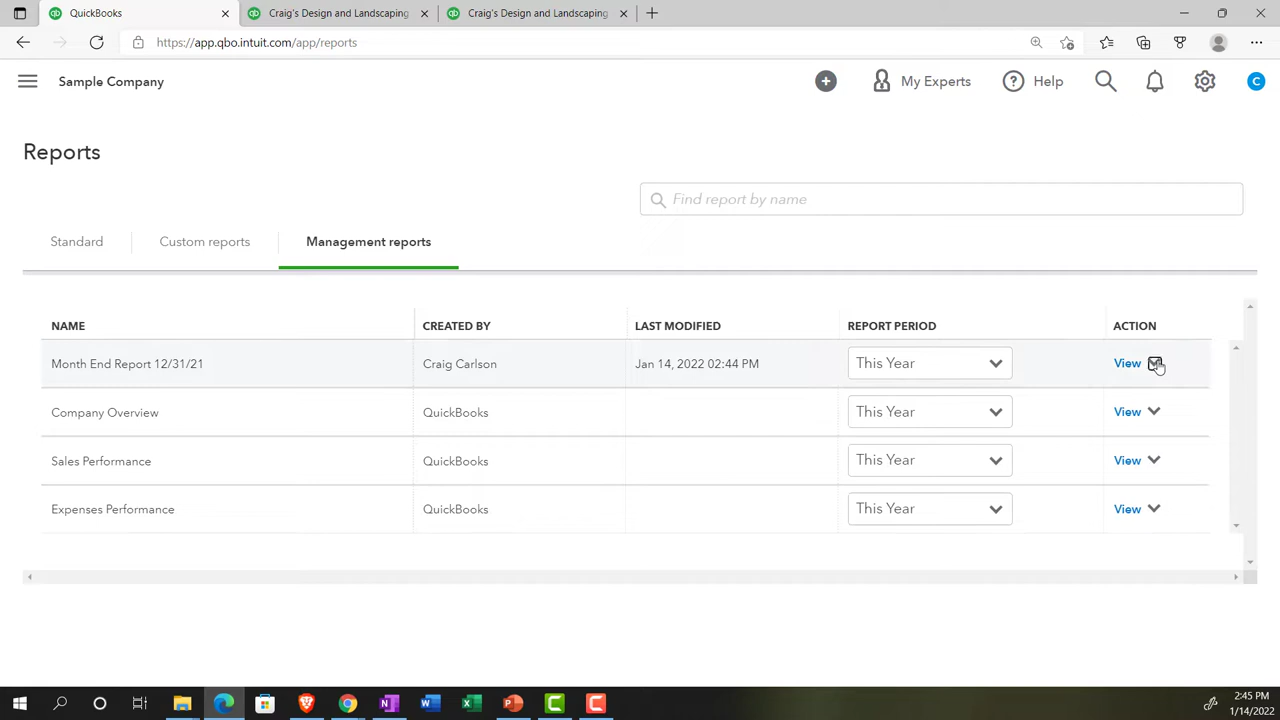 QuickBooks
Craig's Design and Landscaping
Craig's Design and Landscaping
https://app.qbo.intuit.com/app/reports
Sample Company
My Experts
Help
C
Reports
Find report by name
Standard
Custom reports
Management reports
NAME CREATED BY LAST MODIFIED REPORT PERIOD ACTION
Month End Report 12/31/21 Craig Carlson Jan 14, 2022 02:44 PM This Year View
Company Overview QuickBooks This Year View
Sales Performance QuickBooks This Year View
Expenses Performance QuickBooks This Year View
2:45 PM
1/14/2022